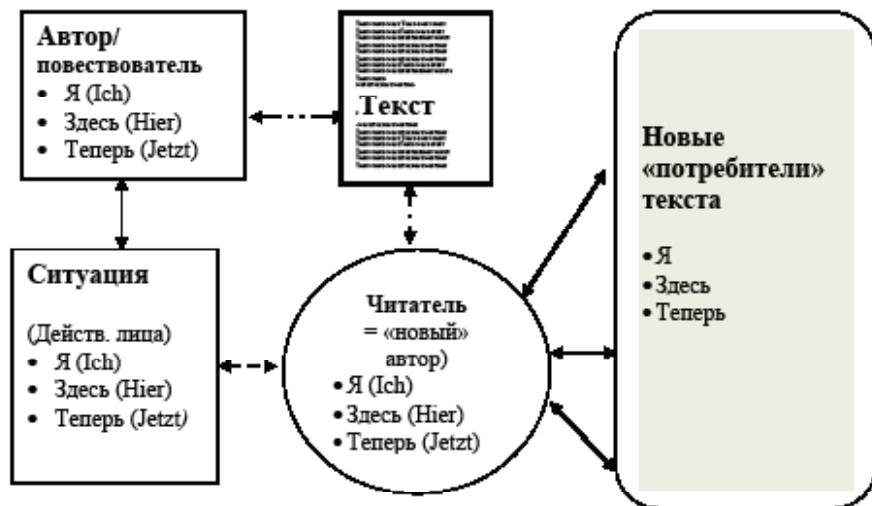 Автор/
повествователь
• Я (Ich)
• Здесь (Hier)
• Теперь (Jetzt)
.Текст
Новые
«потребители»
текста
• Я
• Здесь
• Теперь
Ситуация
(Действ. лица)
• Я (Ich)
• Здесь (Hier)
• Теперь (Jetzt)
Читатель
= «новый»
автор)
• Я (Ich)
• Здесь (Hier)
• Теперь (Jetzt)